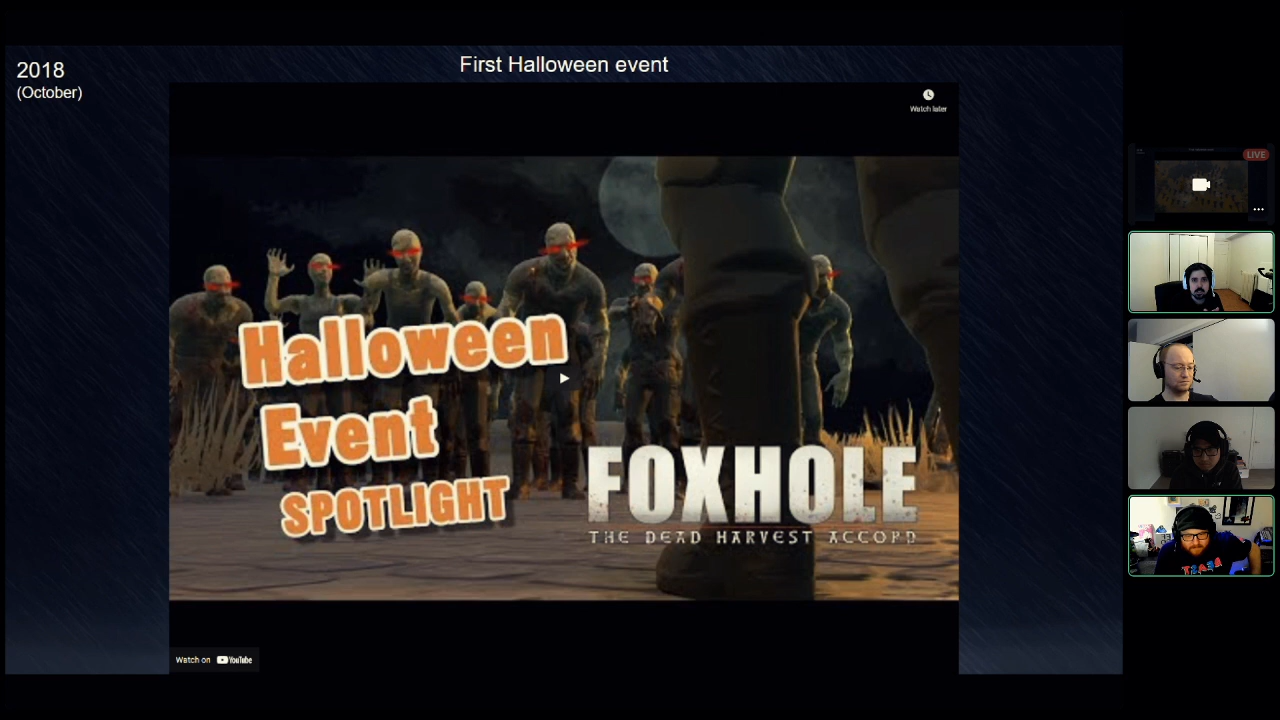 First Halloween event
2018
(October)
Watch later
LIVE
Halloween
Event
SPOTLIGHT
FOXHOLE
THE DEAD HARVEST ACCORD
Watch on YouTube